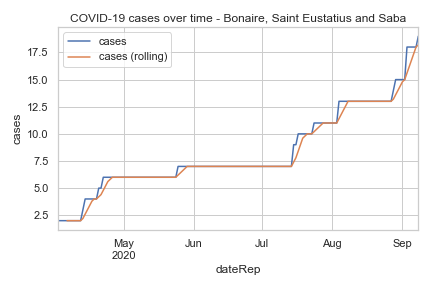 COVID-19 cases over time - Bonaire, Saint Eustatius and Saba
cases
cases (rolling)
cases
17.5
15.0
12.5
10.0
7.5
5.0
2.5
May
2020
Jun
Jul
Aug
Sep
dateRep